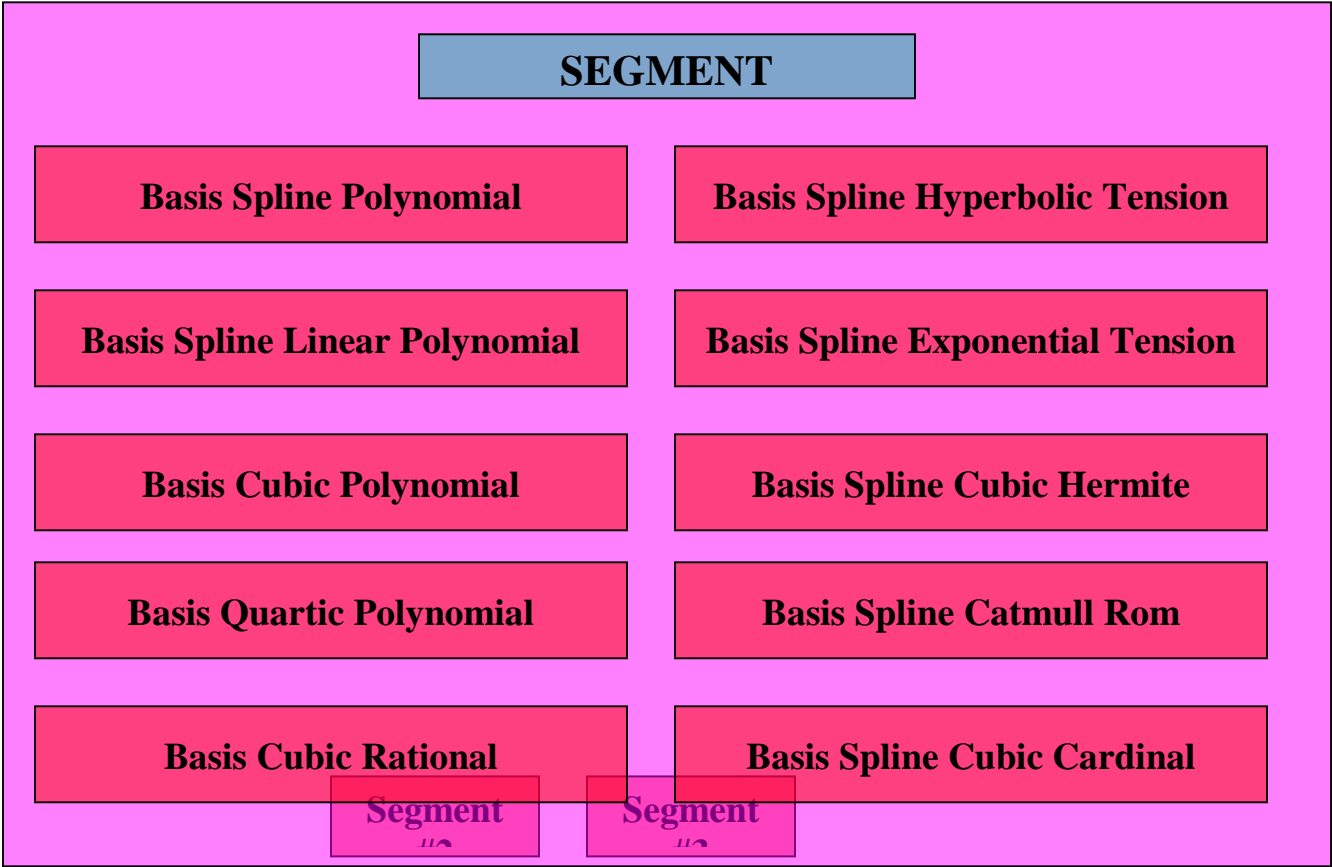 SEGMENT
Basis Spline Polynomial
Basis Spline Hyperbolic Tension
Basis Spline Linear Polynomial
Basis Spline Exponential Tension
Basis Cubic Polynomial
Basis Spline Cubic Hermite
Basis Quartic Polynomial
Basis Spline Catmull Rom
Basis Cubic Rational
Basis Spline Cubic Cardinal
Segment
Segment